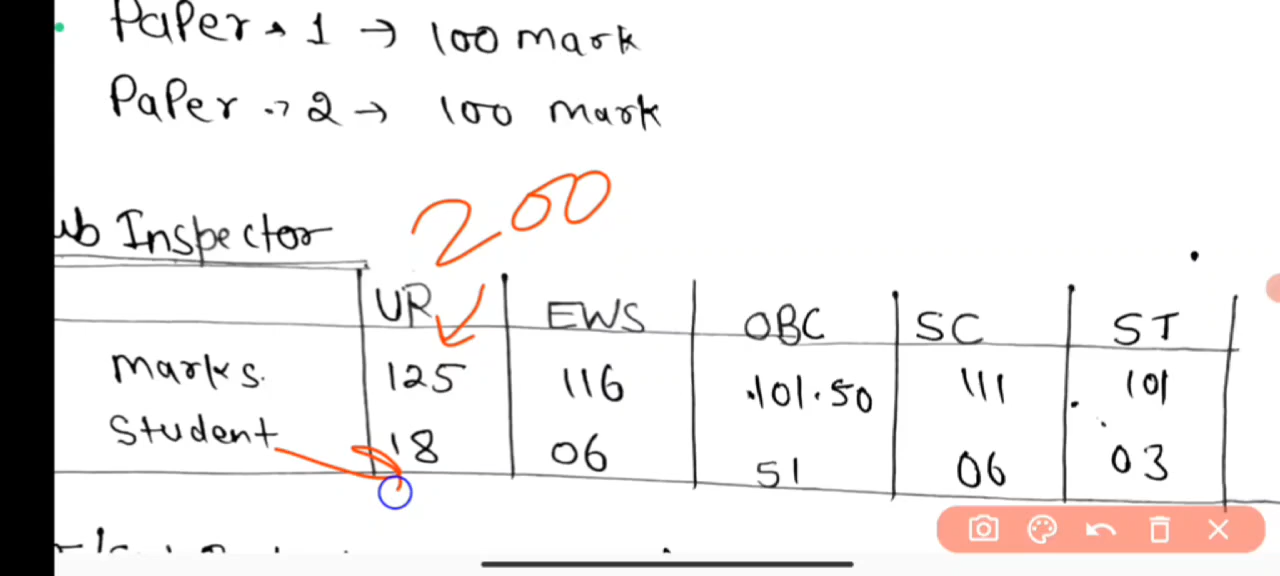 Paper 1 → 100 mark
Paper → 2 → 100 mark
200
ub Inspector
UR EWS OBC SC ST
Marks. 125 116 .101.50 111 101
Student 18 06 51 06 03